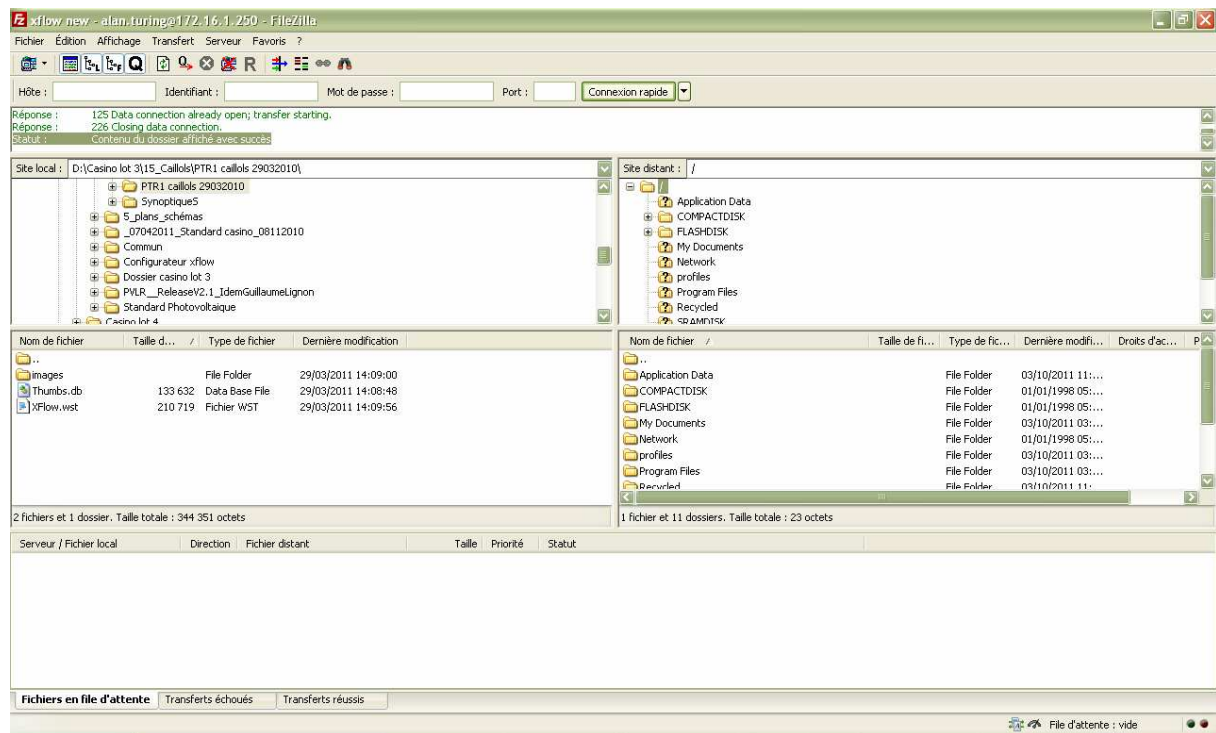 xflow new - alan.turing@172.16.1.250 - FileZilla
Fichier Édition Affichage Transfert Serveur Favoris ?
Hôte : Identifiant : Mot de passe : Port : Connexion rapide
Réponse : 125 Data connection already open; transfer starting.
Réponse : 226 Closing data connection.
Statut : Contenu du dossier affiché avec succès
Site local : D:\Casino lot 3\15_Caillols\PTR1 caillols 29032010\
PTR1 caillols 29032010
SynoptiqueS
5_plans_schémas
_07042011_Standard casino_08112010
Commun
Configurateur xflow
Dossier casino lot 3
PVLR__ReleaseV2.1_IdemGuillaumeLignon
Standard Photovoltaique
Casino lot 4
Site distant : /
/
Application Data
COMPACTDISK
FLASHDISK
My Documents
Network
profiles
Program Files
Recycled
SRAMDISK
Nom de fichier Taille d... / Type de fichier Dernière modification
..
images File Folder 29/03/2011 14:09:00
Thumbs.db 133 632 Data Base File 29/03/2011 14:08:48
XFlow.wst 210 719 Fichier WST 29/03/2011 14:09:56
2 fichiers et 1 dossier. Taille totale : 344 351 octets
Nom de fichier / Taille de fi... Type de fic... Dernière modifi... Droits d'ac... P
..
Application Data File Folder 03/10/2011 11:...
COMPACTDISK File Folder 01/01/1998 05:...
FLASHDISK File Folder 01/01/1998 05:...
My Documents File Folder 03/10/2011 03:...
Network File Folder 01/01/1998 05:...
profiles File Folder 03/10/2011 03:...
Program Files File Folder 03/10/2011 03:...
Recycled File Folder 03/10/2011 11:
1 fichier et 11 dossiers. Taille totale : 23 octets
Serveur / Fichier local Direction Fichier distant Taille Priorité Statut
Fichiers en file d'attente Transferts échoués Transferts réussis
File d'attente : vide